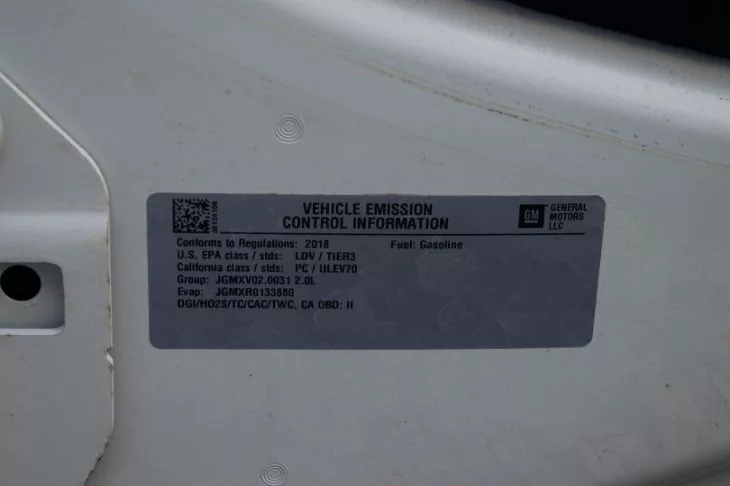 VEHICLE EMISSION
CONTROL INFORMATION
GM GENERAL
MOTORS
LLC
Conforms to Regulations: 2018 Fuel: Gasoline
U.S. EPA class / stds: LDV / TIER3
California class / stds: PC / ULEV70
Group: JGMXV02.0031 2.0L
Evap: JGMXR0133880
DGI/HO2S/TC/CAC/TWC, CA OBD: II